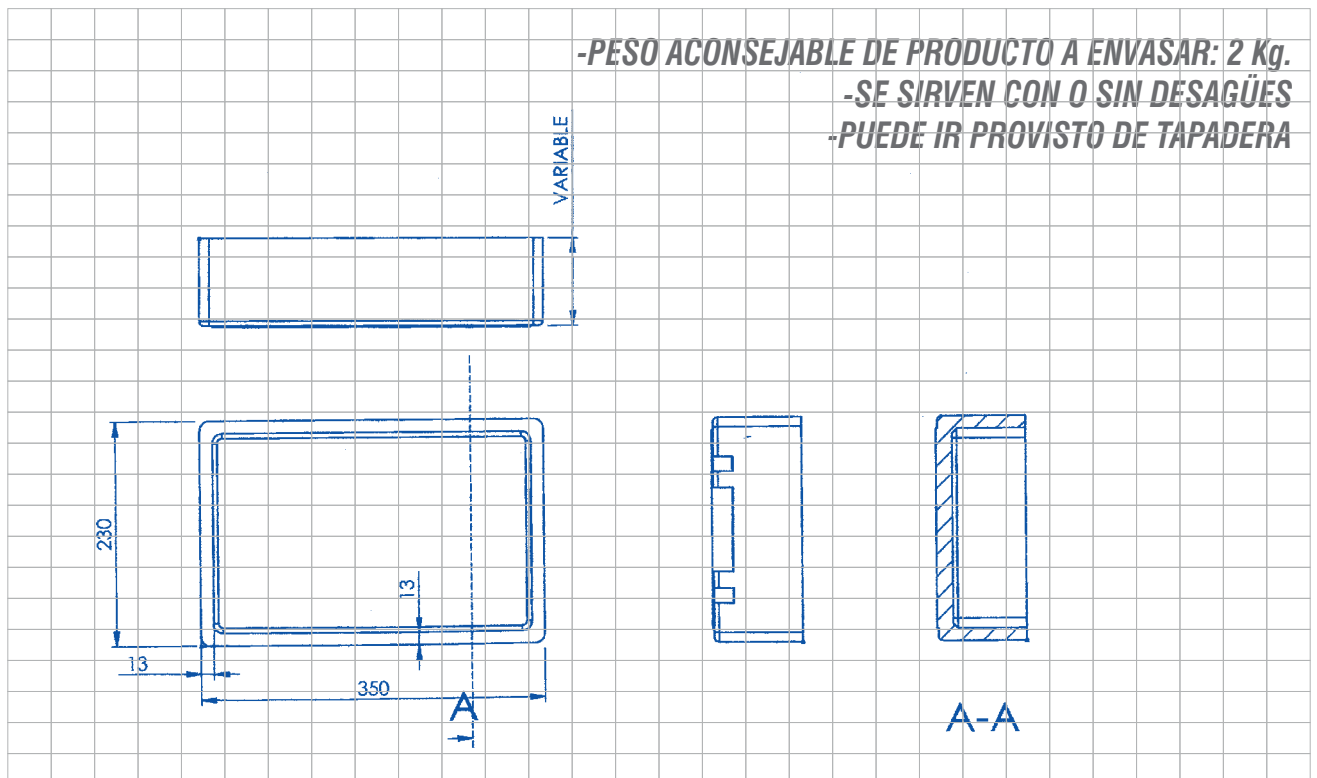 -PESO ACONSEJABLE DE PRODUCTO A ENVASAR: 2 Kg.
-SE SIRVEN CON O SIN DESAGÜES
-PUEDE IR PROVISTO DE TAPADERA
VARIABLE
230
13
13
350
A
A-A